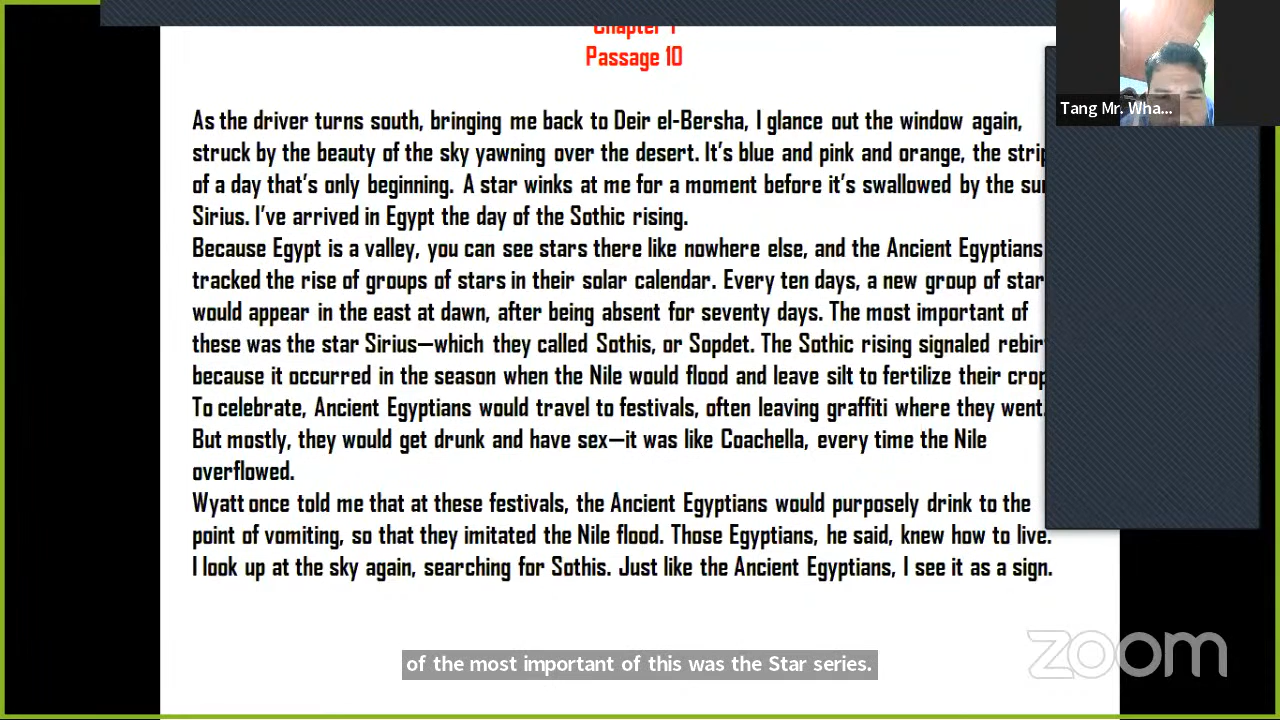 Chapter 1
Passage 10
As the driver turns south, bringing me back to Deir el-Bersha, I glance out the window again,
struck by the beauty of the sky yawning over the desert. It’s blue and pink and orange, the
of a day that’s only beginning. A star winks at me for a moment before it’s swallowed by the
Sirius. I’ve arrived in Egypt the day of the Sothic rising.
Because Egypt is a valley, you can see stars there like nowhere else, and the Ancient Egyptians
tracked the rise of groups of stars in their solar calendar. Every ten days, a new group of star
would appear in the east at dawn, after being absent for seventy days. The most important of
these was the star Sirius—which they called Sothis, or Sopdet. The Sothic rising signaled
because it occurred in the season when the Nile would flood and leave silt to fertilize their crop
To celebrate, Ancient Egyptians would travel to festivals, often leaving graffiti where they went.
But mostly, they would get drunk and have sex—it was like Coachella, every time the Nile
overflowed.
Wyatt once told me that at these festivals, the Ancient Egyptians would purposely drink to the
point of vomiting, so that they imitated the Nile flood. Those Egyptians, he said, knew how to live.
I look up at the sky again, searching for Sothis. Just like the Ancient Egyptians, I see it as a sign.
Tang Mr. Wha...
of the most important of this was the Star series.
zoom